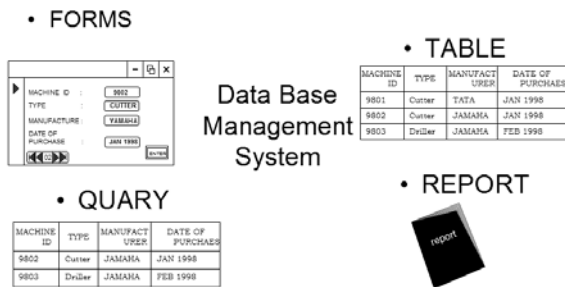 • FORMS
MACHINE ID : 9802
TYPE : CUTTER
MANUFACTURE : YAMAHA
DATE OF
PURCHASE : JAN 1998
02
ENTER
Data Base
Management
System
• TABLE
MACHINE ID TYPE MANUFACTURER DATE OF PURCHAES
9801 Cutter TATA JAN 1998
9802 Cutter JAMAHA JAN 1998
9803 Driller JAMAHA FEB 1998
• QUARY
MACHINE ID TYPE MANUFACTURER DATE OF PURCHAES
9802 Cutter JAMAHA JAN 1998
9803 Driller JAMAHA FEB 1998
• REPORT
report